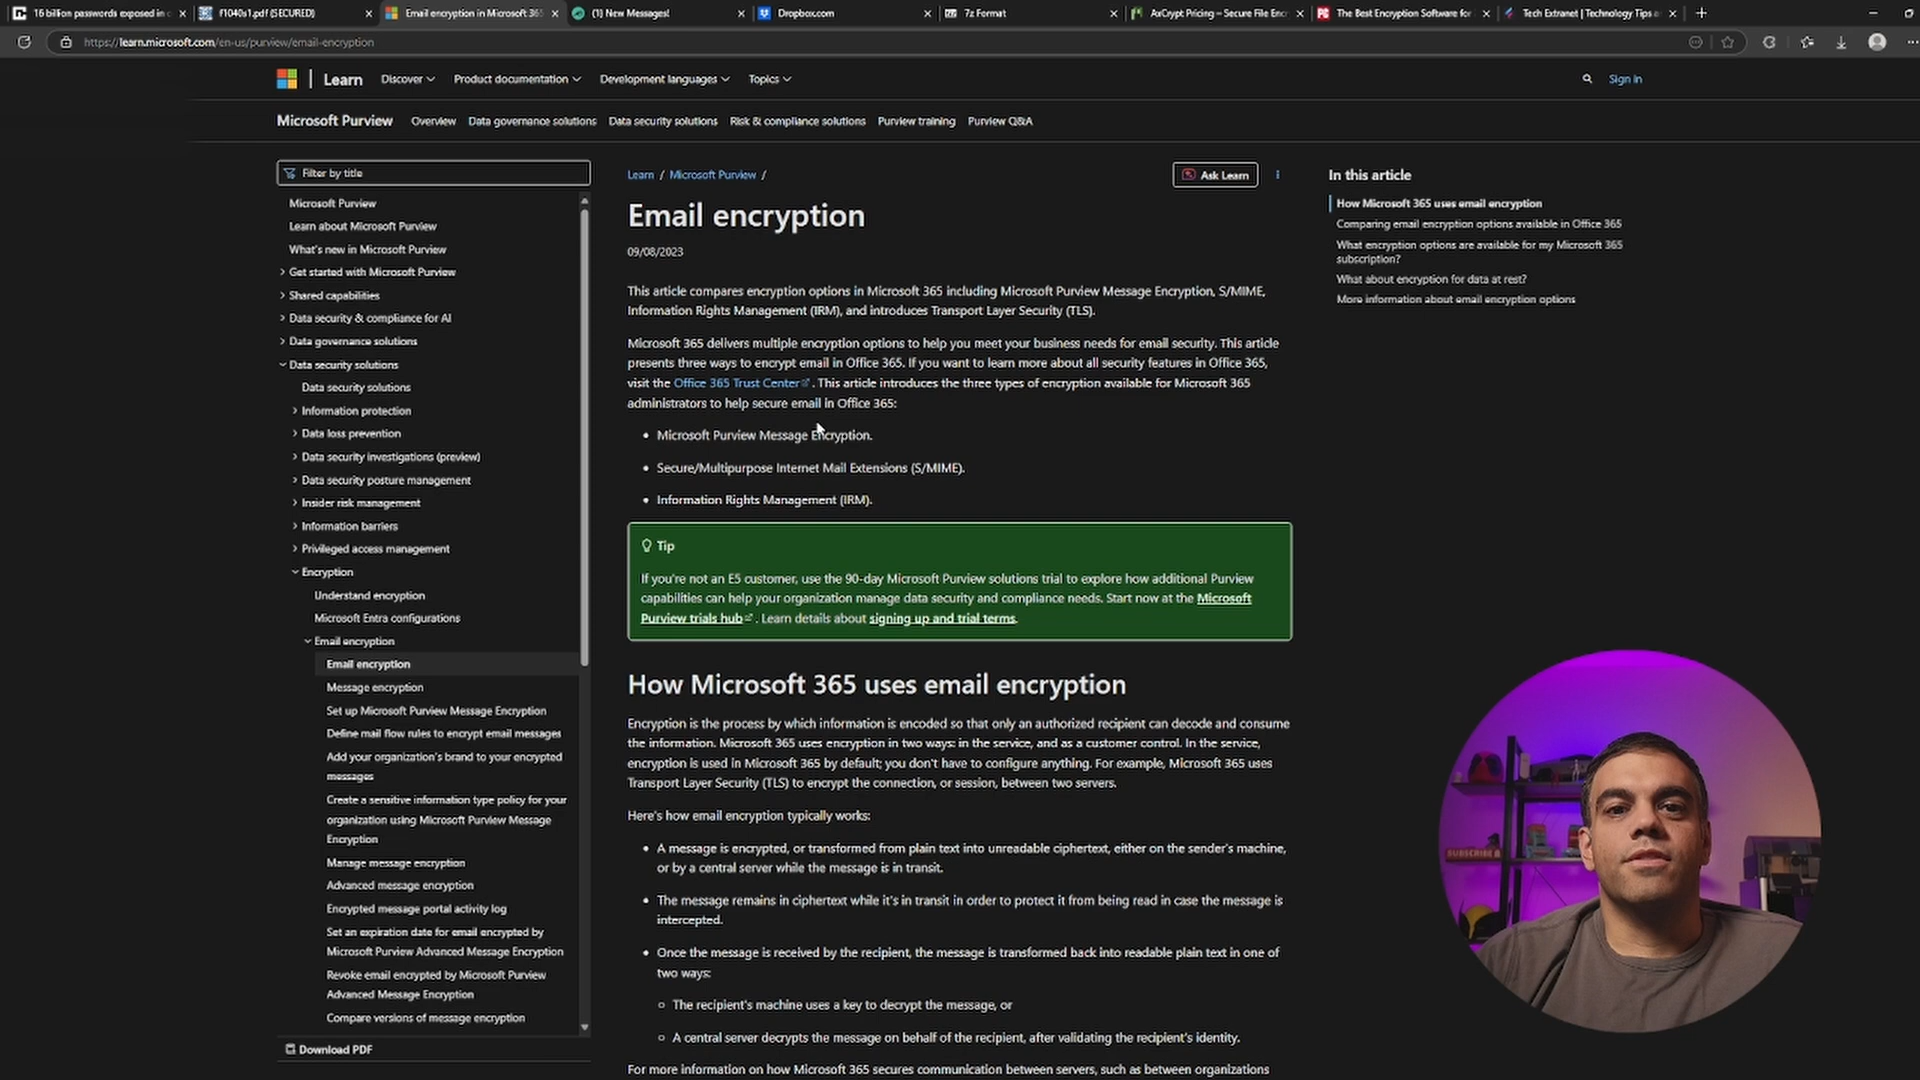 16 billion passwords exposed in c
f1040s1.pdf (SECURED)
Email encryption in Microsoft 365
(1) New Messages!
Dropbox.com
7z Format
AxCrypt Pricing – Secure File Enc
The Best Encryption Software for
Tech Extranet | Technology Tips a
https://learn.microsoft.com/en-us/purview/email-encryption
Learn
Discover
Product documentation
Development languages
Topics
Sign in
Microsoft Purview
Overview
Data governance solutions
Data security solutions
Risk & compliance solutions
Purview training
Purview Q&A
Filter by title
Microsoft Purview
Learn about Microsoft Purview
What's new in Microsoft Purview
Get started with Microsoft Purview
Shared capabilities
Data security & compliance for AI
Data governance solutions
Data security solutions
Data security solutions
Information protection
Data loss prevention
Data security investigations (preview)
Data security posture management
Insider risk management
Information barriers
Privileged access management
Encryption
Understand encryption
Microsoft Entra configurations
Email encryption
Email encryption
Message encryption
Set up Microsoft Purview Message Encryption
Define mail flow rules to encrypt email messages
Add your organization's brand to your encrypted
messages
Create a sensitive information type policy for your
organization using Microsoft Purview Message
Encryption
Manage message encryption
Advanced message encryption
Encrypted message portal activity log
Set an expiration date for email encrypted by
Microsoft Purview Advanced Message Encryption
Revoke email encrypted by Microsoft Purview
Advanced Message Encryption
Compare versions of message encryption
Download PDF
Learn / Microsoft Purview /
Ask Learn
Email encryption
09/08/2023
This article compares encryption options in Microsoft 365 including Microsoft Purview Message Encryption, S/MIME,
Information Rights Management (IRM), and introduces Transport Layer Security (TLS).
Microsoft 365 delivers multiple encryption options to help you meet your business needs for email security. This article
presents three ways to encrypt email in Office 365. If you want to learn more about all security features in Office 365,
visit the Office 365 Trust Center . This article introduces the three types of encryption available for Microsoft 365
administrators to help secure email in Office 365:
• Microsoft Purview Message Encryption.
• Secure/Multipurpose Internet Mail Extensions (S/MIME).
• Information Rights Management (IRM).
Tip
If you're not an E5 customer, use the 90-day Microsoft Purview solutions trial to explore how additional Purview
capabilities can help your organization manage data security and compliance needs. Start now at the Microsoft
Purview trials hub . Learn details about signing up and trial terms.
How Microsoft 365 uses email encryption
Encryption is the process by which information is encoded so that only an authorized recipient can decode and consume
the information. Microsoft 365 uses encryption in two ways: in the service, and as a customer control. In the service,
encryption is used in Microsoft 365 by default; you don't have to configure anything. For example, Microsoft 365 uses
Transport Layer Security (TLS) to encrypt the connection, or session, between two servers.
Here's how email encryption typically works:
• A message is encrypted, or transformed from plain text into unreadable ciphertext, either on the sender's machine,
or by a central server while the message is in transit.
• The message remains in ciphertext while it's in transit in order to protect it from being read in case the message is
intercepted.
• Once the message is received by the recipient, the message is transformed back into readable plain text in one of
two ways:
○ The recipient's machine uses a key to decrypt the message, or
○ A central server decrypts the message on behalf of the recipient, after validating the recipient's identity.
For more information on how Microsoft 365 secures communication between servers, such as between organizations
In this article
How Microsoft 365 uses email encryption
Comparing email encryption options available in Office 365
What encryption options are available for my Microsoft 365
subscription?
What about encryption for data at rest?
More information about email encryption options
SUBSCRIBE